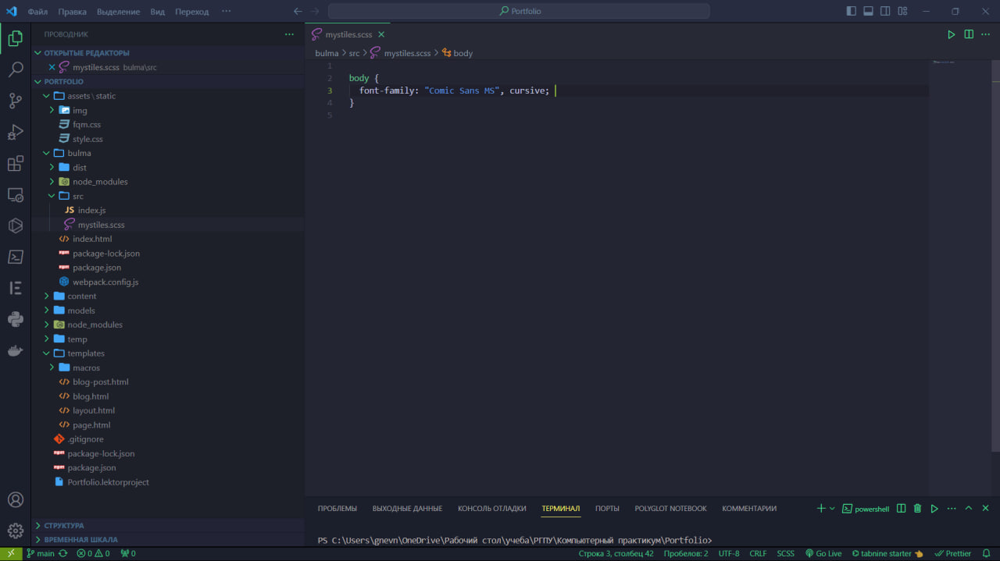 Файл Правка Выделение Вид Переход ··· Portfolio
ПРОВОДНИК
ОТКРЫТЫЕ РЕДАКТОРЫ
mystiles.scss bulma\src
PORTFOLIO
assets\static
img
fqm.css
style.css
bulma
dist
node_modules
src
JS index.js
mystiles.scss
index.html
package-lock.json
package.json
webpack.config.js
content
models
node_modules
temp
templates
macros
blog-post.html
blog.html
layout.html
page.html
.gitignore
package-lock.json
package.json
Portfolio.lektorproject
СТРУКТУРА
ВРЕМЕННАЯ ШКАЛА
mystiles.scss
bulma > src > mystiles.scss > body
1
2 body {
3 font-family: "Comic Sans MS", cursive;
4 }
5
ПРОБЛЕМЫ ВЫХОДНЫЕ ДАННЫЕ КОНСОЛЬ ОТЛАДКИ ТЕРМИНАЛ ПОРТЫ POLYGLOT NOTEBOOK КОММЕНТАРИИ powershell
PS C:\Users\gnevn\OneDrive\Рабочий стол\учеба\РГПУ\Компьютерный практикум\Portfolio>
main 0 0 0 Строка 3, столбец 42 Пробелов: 2 UTF-8 CRLF SCSS Go Live tabnine starter Prettier